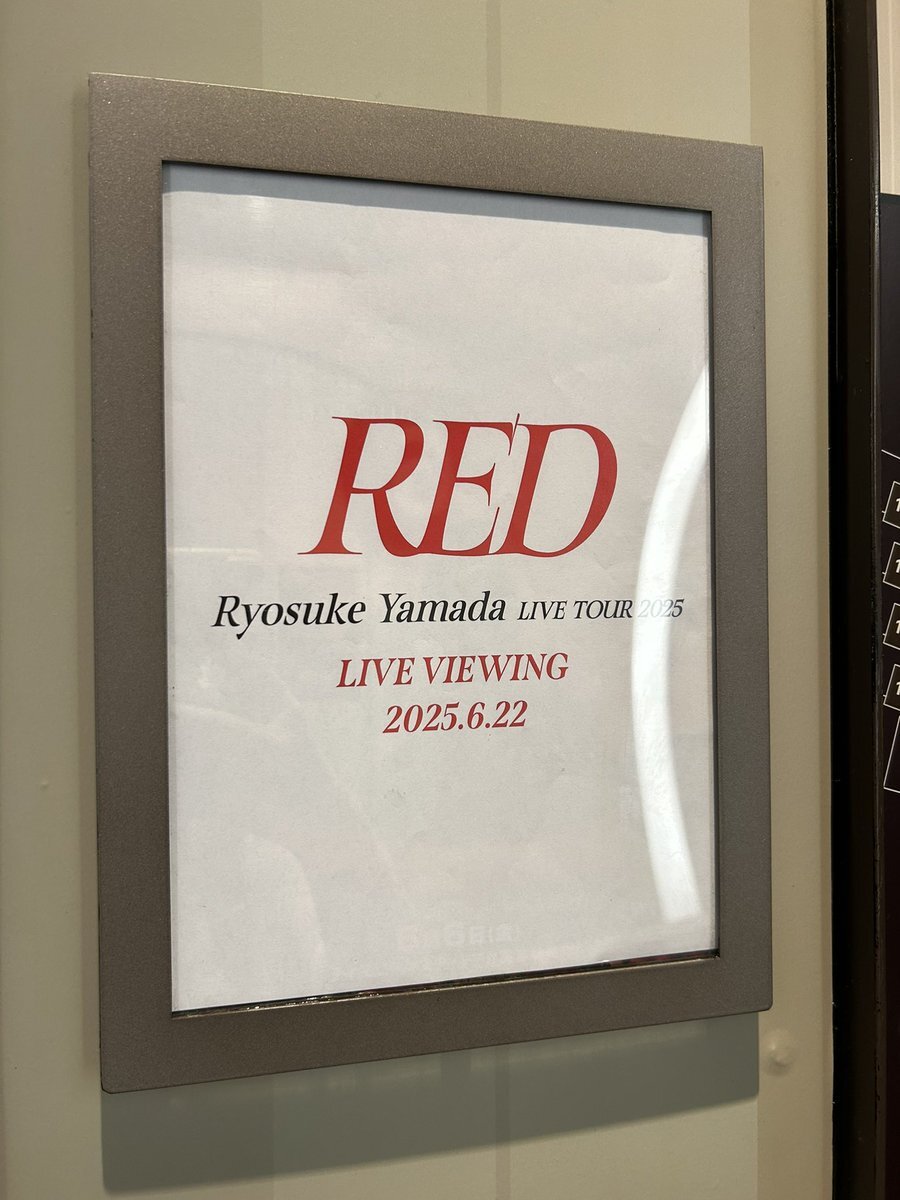 RED
Ryosuke Yamada LIVE TOUR 2025
LIVE VIEWING
2025.6.22